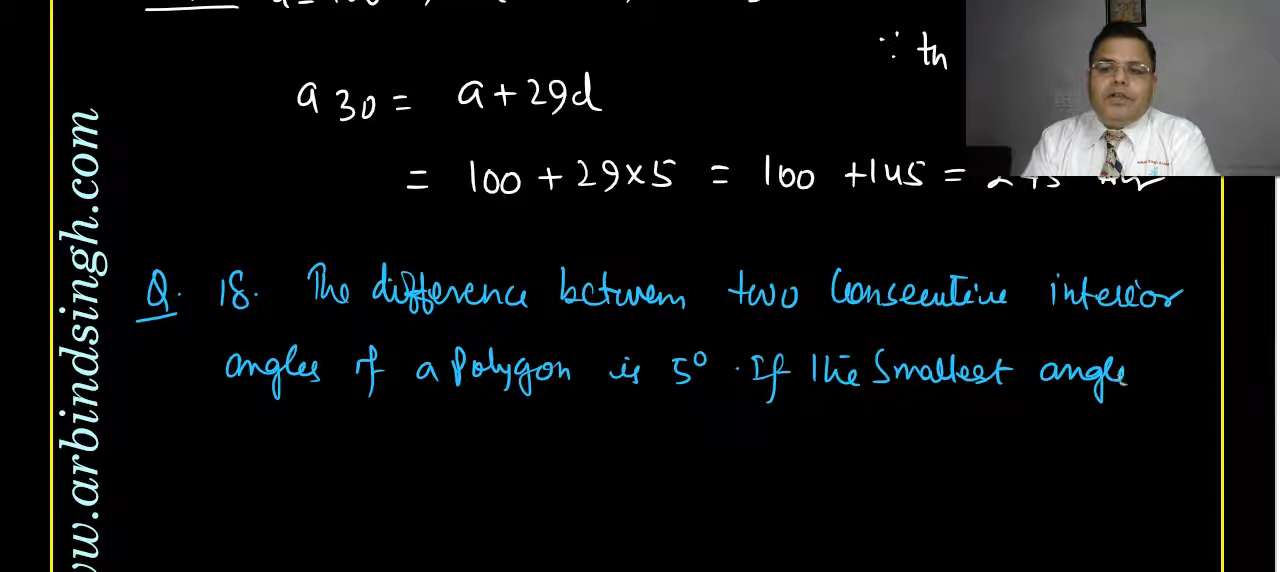 ∵ th
a 30 = a + 29d
= 100 + 29×5 = 100 + 145 =
Q. 18. The difference between two Consecutive interior
angles of a Polygon is 5° . If the Smallest angle
www.arbindsingh.com